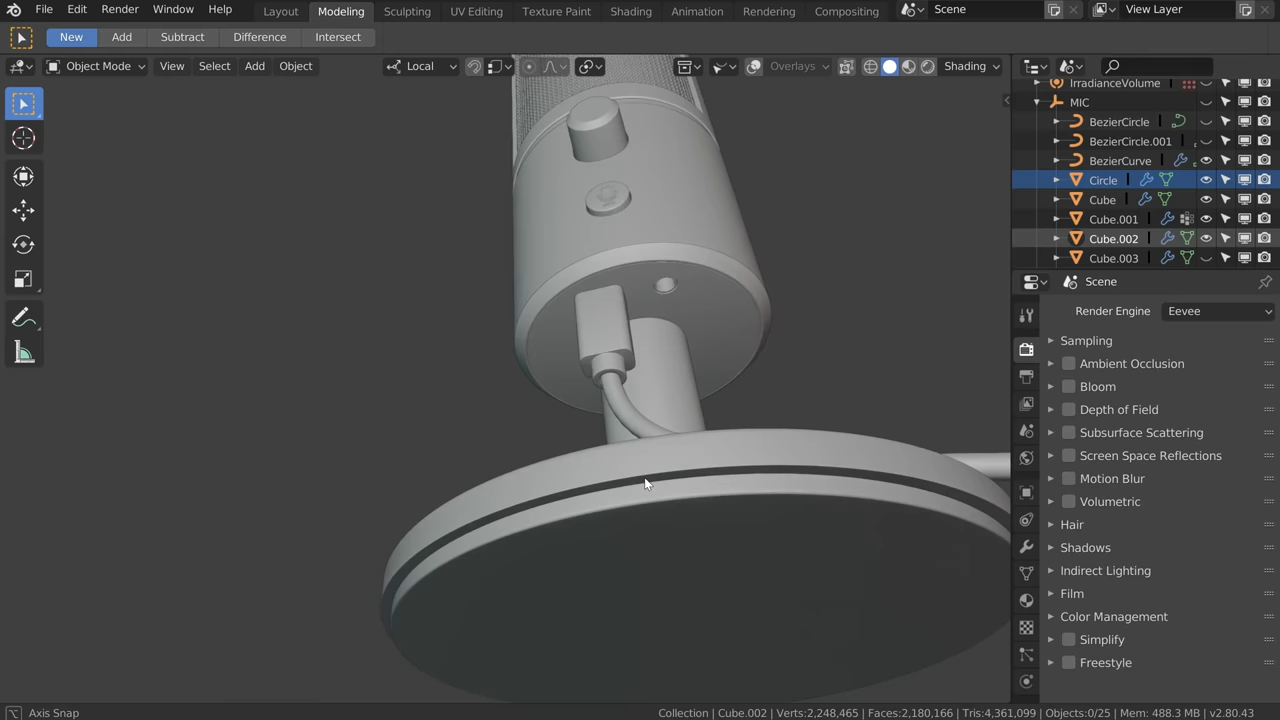 File Edit Render Window Help Layout Modeling Sculpting UV Editing Texture Paint Shading Animation Rendering Compositing Scene View Layer
New Add Subtract Difference Intersect
Object Mode View Select Add Object Local Overlays Shading
IrradianceVolume
MIC
BezierCircle
BezierCircle.001
BezierCurve
Circle
Cube
Cube.001
Cube.002
Cube.003
Scene
Render Engine Eevee
Sampling
Ambient Occlusion
Bloom
Depth of Field
Subsurface Scattering
Screen Space Reflections
Motion Blur
Volumetric
Hair
Shadows
Indirect Lighting
Film
Color Management
Simplify
Freestyle
Axis Snap Collection | Cube.002 | Verts:2,248,465 | Faces:2,180,166 | Tris:4,361,099 | Objects:0/25 | Mem: 488.3 MB | v2.80.43